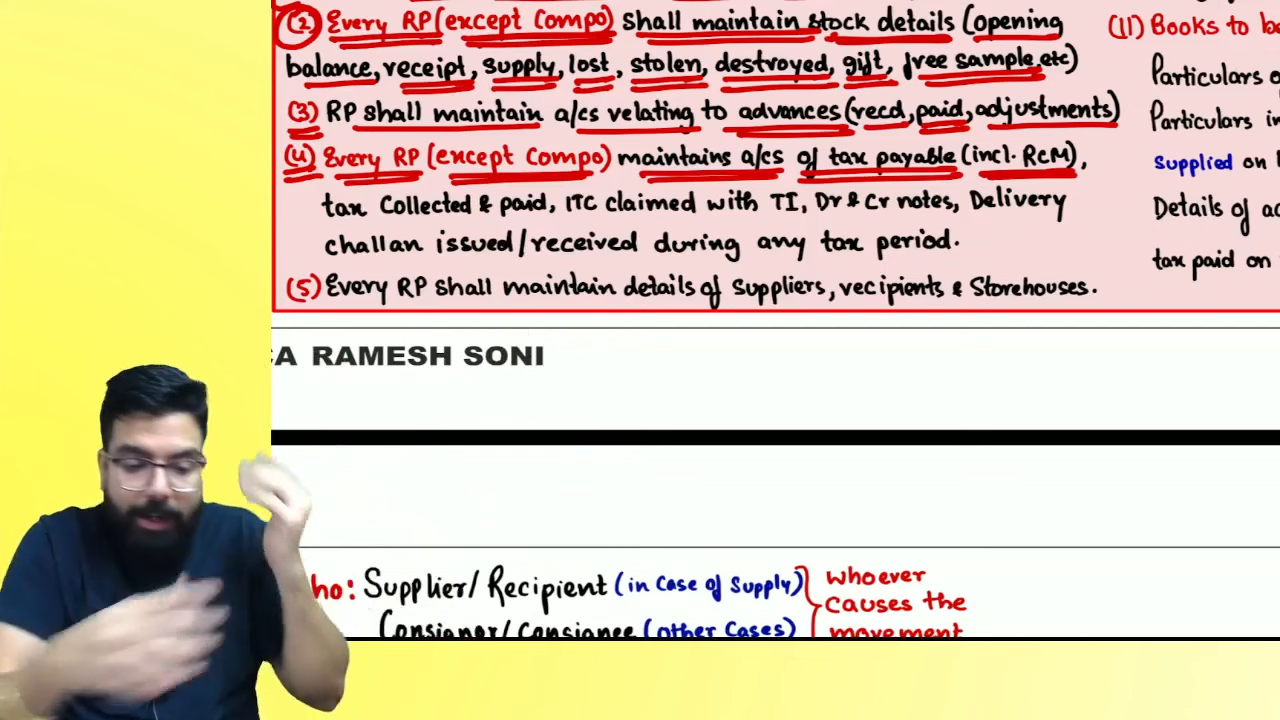 (2) Every RP (except Compo) Shall maintain stock details (opening
balance, receipt, supply, lost, stolen, destroyed, gift, free sample, etc)
(3) RP shall maintain a/cs relating to advances (recd, paid, adjustments)
(4) Every RP (except Compo) maintains a/cs of tax payable (incl. RCM),
tax Collected & paid, ITC claimed with TI, Dr & Cr notes, Delivery
challan issued/received during any tax period.
(5) Every RP shall maintain details of Suppliers, recipients & Storehouses.
(11) Books to b
Particulars o
Particulars i
supplied on
Details of a
tax paid on
CA RAMESH SONI
ho: Supplier/Recipient (in Case of Supply)
Consignor/Consignee (other Cases)
whoever
causes the
movement